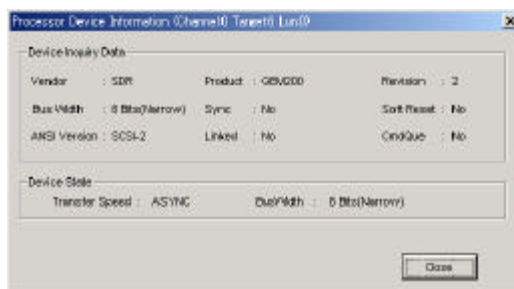 Processor Device Information (Channel0 Target6 Lun0)
Device Inquiry Data
Vendor : SDR Product : GEM200 Revision : 2
Bus Width : 8 Bits(Narrow) Sync : No Soft Reset : No
ANSI Version : SCSI-2 Linked : No CmdQue : No
Device State
Transfer Speed : ASYNC BusWidth : 8 Bits(Narrow)
Close